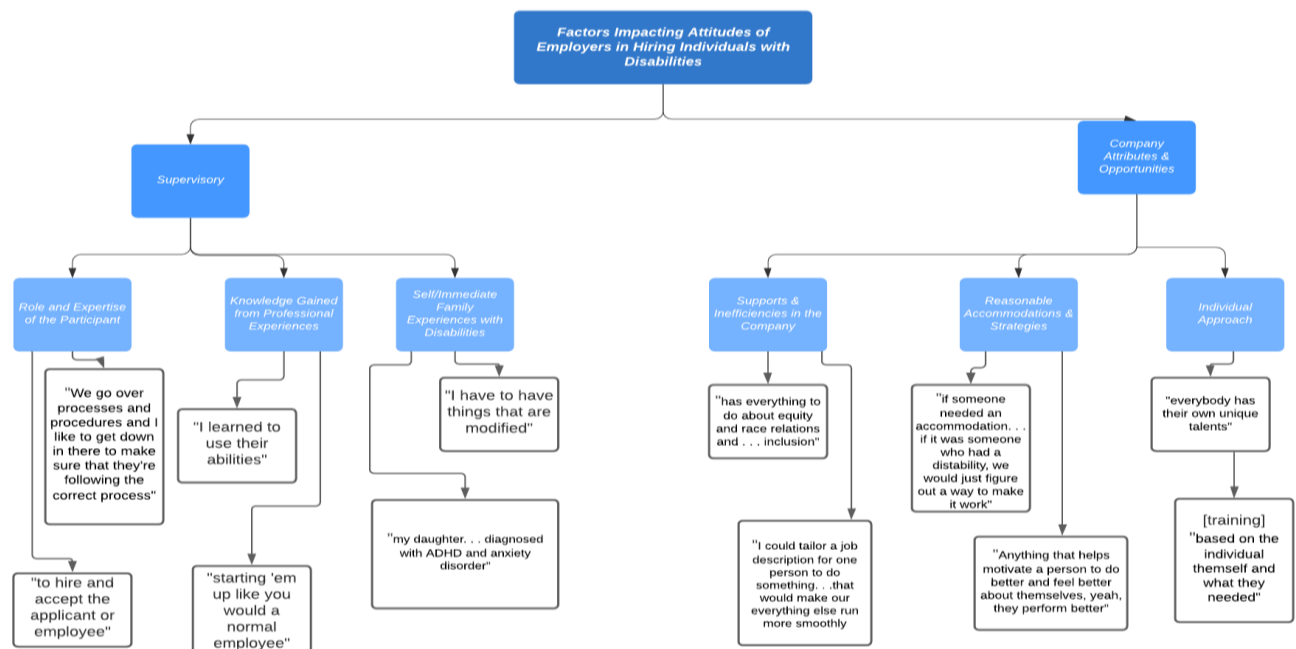 Factors Impacting Attitudes of
Employers in Hiring Individuals with
Disabilities
Supervisory
Company
Attributes &
Opportunities
Role and Expertise
of the Participant
Knowledge Gained
from Professional
Experiences
Self/Immediate
Family
Experiences with
Disabilities
Supports &
Inefficiencies in the
Company
Reasonable
Accommodations &
Strategies
Individual
Approach
"We go over
processes and
procedures and I
like to get down
in there to make
sure that they're
following the
correct process"
"to hire and
accept the
applicant or
employee"
"I learned to
use their
abilities"
"starting 'em
up like you
would a
normal
employee"
"I have to have
things that are
modified"
"my daughter. . . diagnosed
with ADHD and anxiety
disorder"
"has everything to
do about equity
and race relations
and . . . inclusion"
"I could tailor a job
description for one
person to do
something. . .that
would make our
everything else run
more smoothly
"if someone
needed an
accommodation. . .
if it was someone
who had a
distability, we
would just figure
out a way to make
it work"
"Anything that helps
motivate a person to do
better and feel better
about themselves, yeah,
they perform better"
"everybody has
their own unique
talents"
[training]
"based on the
individual
themself and
what they
needed"